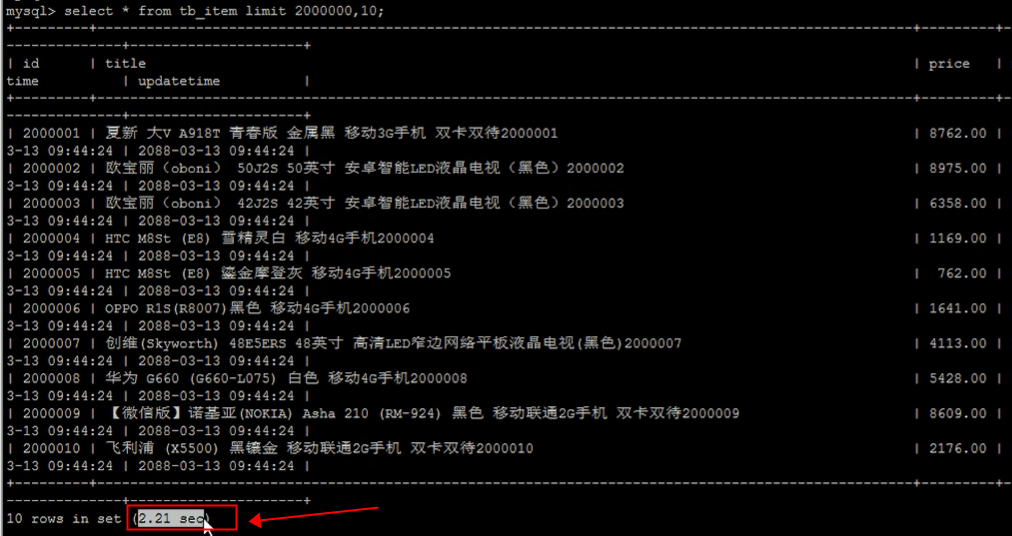 mysql> select * from tb_item limit 2000000,10;
+---------+----------------------------------------------------------------------------------------------------+---------+-
--------------+---------------------+
| id      | title                                                                                              | price   |
time           | updatetime          |
+---------+----------------------------------------------------------------------------------------------------+---------+-
--------------+---------------------+
| 2000001 | 夏新 大V A918T 青春版 金属黑 移动3G手机 双卡双待2000001 | 8762.00 |
3-13 09:44:24 | 2088-03-13 09:44:24 |
| 2000002 | 欧宝丽（oboni） 50J2S 50英寸 安卓智能LED液晶电视（黑色）2000002 | 8975.00 |
3-13 09:44:24 | 2088-03-13 09:44:24 |
| 2000003 | 欧宝丽（oboni） 42J2S 42英寸 安卓智能LED液晶电视（黑色）2000003 | 6358.00 |
3-13 09:44:24 | 2088-03-13 09:44:24 |
| 2000004 | HTC M8St (E8) 雪精灵白 移动4G手机2000004 | 1169.00 |
3-13 09:44:24 | 2088-03-13 09:44:24 |
| 2000005 | HTC M8St (E8) 鎏金摩登灰 移动4G手机2000005 | 762.00 |
3-13 09:44:24 | 2088-03-13 09:44:24 |
| 2000006 | OPPO R1S(R8007)黑色 移动4G手机2000006 | 1641.00 |
3-13 09:44:24 | 2088-03-13 09:44:24 |
| 2000007 | 创维(Skyworth) 48E5ERS 48英寸 高清LED窄边网络平板液晶电视(黑色)2000007 | 4113.00 |
3-13 09:44:24 | 2088-03-13 09:44:24 |
| 2000008 | 华为 G660 (G660-L075) 白色 移动4G手机2000008 | 5428.00 |
3-13 09:44:24 | 2088-03-13 09:44:24 |
| 2000009 | 【微信版】诺基亚(NOKIA) Asha 210 (RM-924) 黑色 移动联通2G手机 双卡双待2000009 | 8609.00 |
3-13 09:44:24 | 2088-03-13 09:44:24 |
| 2000010 | 飞利浦 (X5500) 黑镶金 移动联通2G手机 双卡双待2000010 | 2176.00 |
3-13 09:44:24 | 2088-03-13 09:44:24 |
+---------+----------------------------------------------------------------------------------------------------+---------+-
--------------+---------------------+
10 rows in set (2.21 sec)